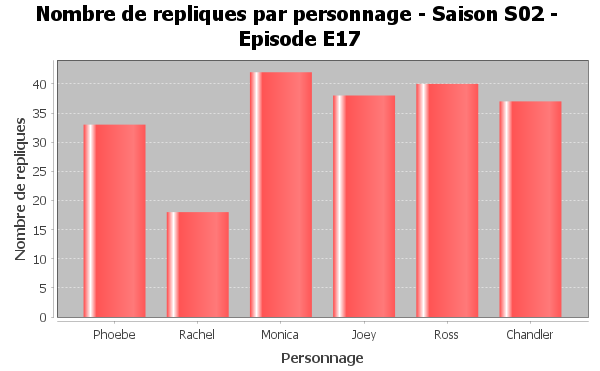 Nombre de repliques par personnage - Saison S02 -
Episode E17
Nombre de repliques
40
35
30
25
20
15
10
5
0
Phoebe
Rachel
Monica
Joey
Ross
Chandler
Personnage